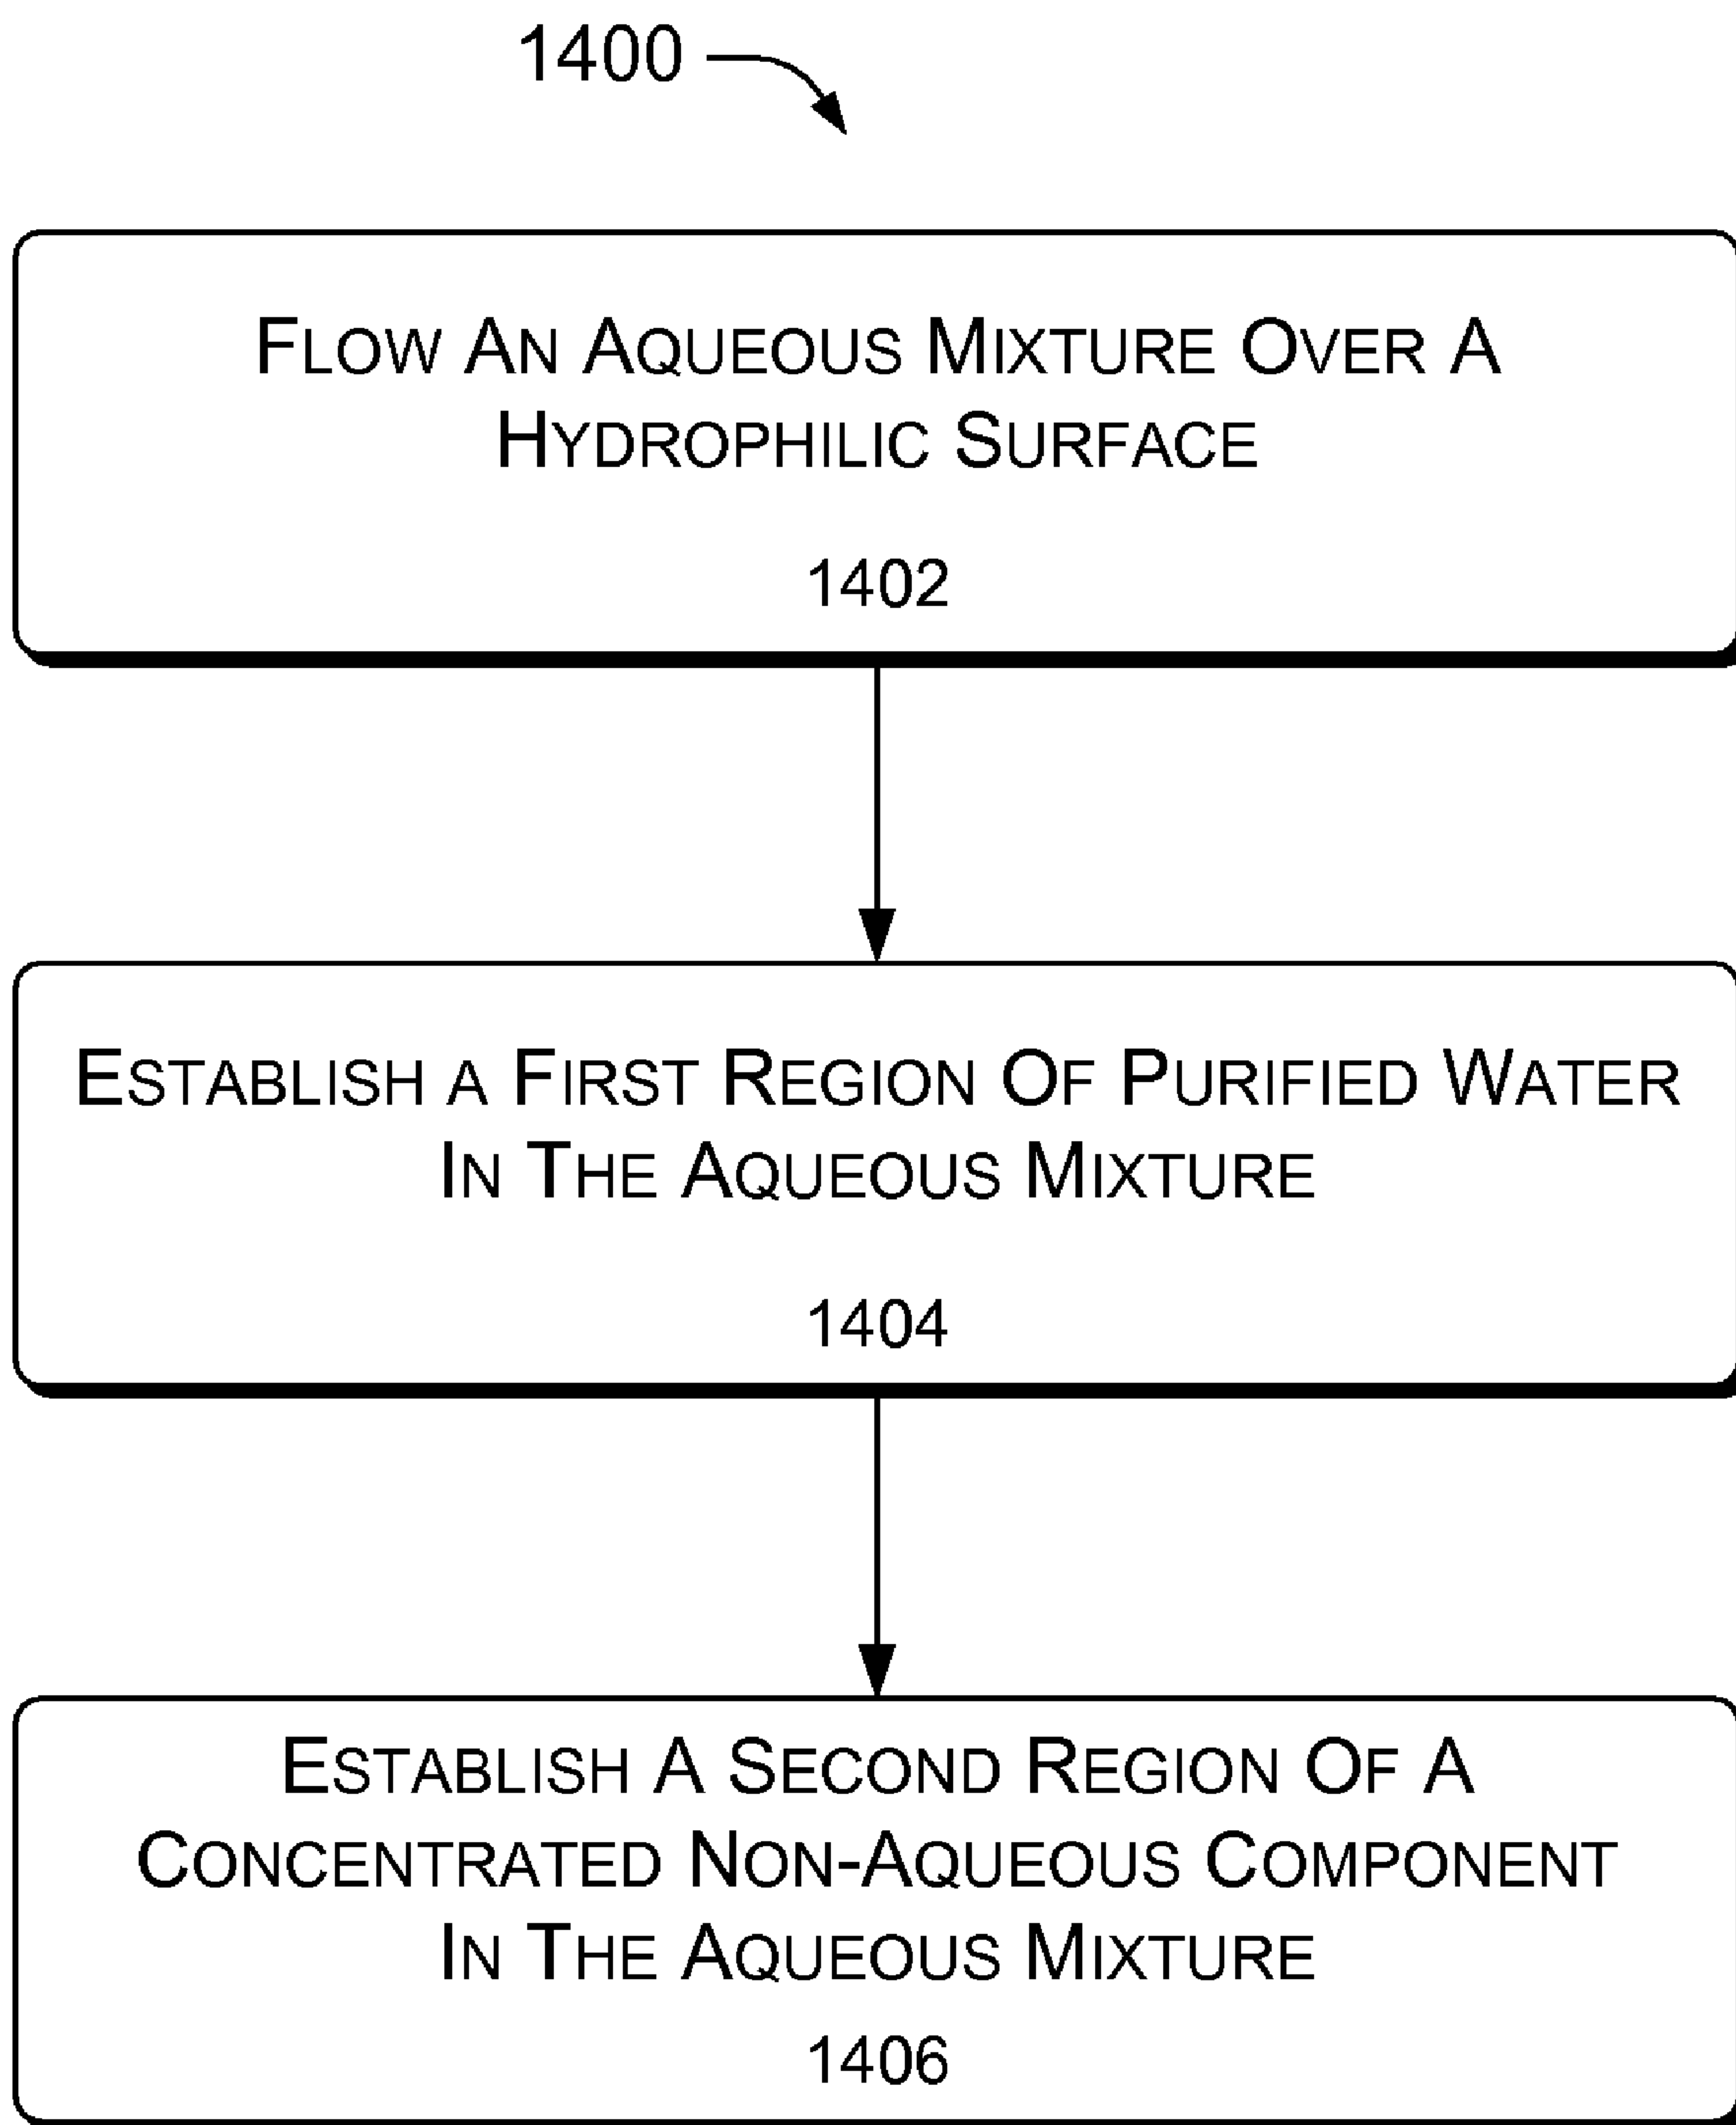 1400
FLOW AN AQUEOUS MIXTURE OVER A
HYDROPHILIC SURFACE
1402
ESTABLISH A FIRST REGION OF PURIFIED WATER
IN THE AQUEOUS MIXTURE
1404
ESTABLISH A SECOND REGION OF A
CONCENTRATED NON-AQUEOUS COMPONENT
IN THE AQUEOUS MIXTURE
1406